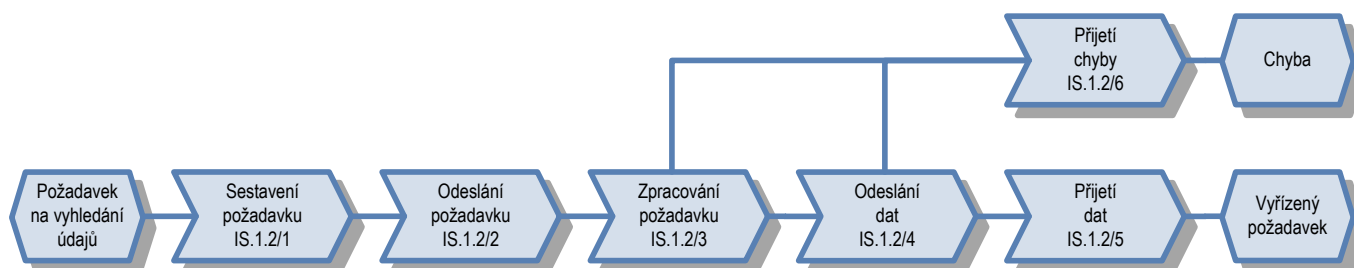 Přijetí
chyby
IS.1.2/6
Chyba
Požadavek
na vyhledání
údajů
Sestavení
požadavku
IS.1.2/1
Odeslání
požadavku
IS.1.2/2
Zpracování
požadavku
IS.1.2/3
Odeslání
dat
IS.1.2/4
Přijetí
dat
IS.1.2/5
Vyřízený
požadavek